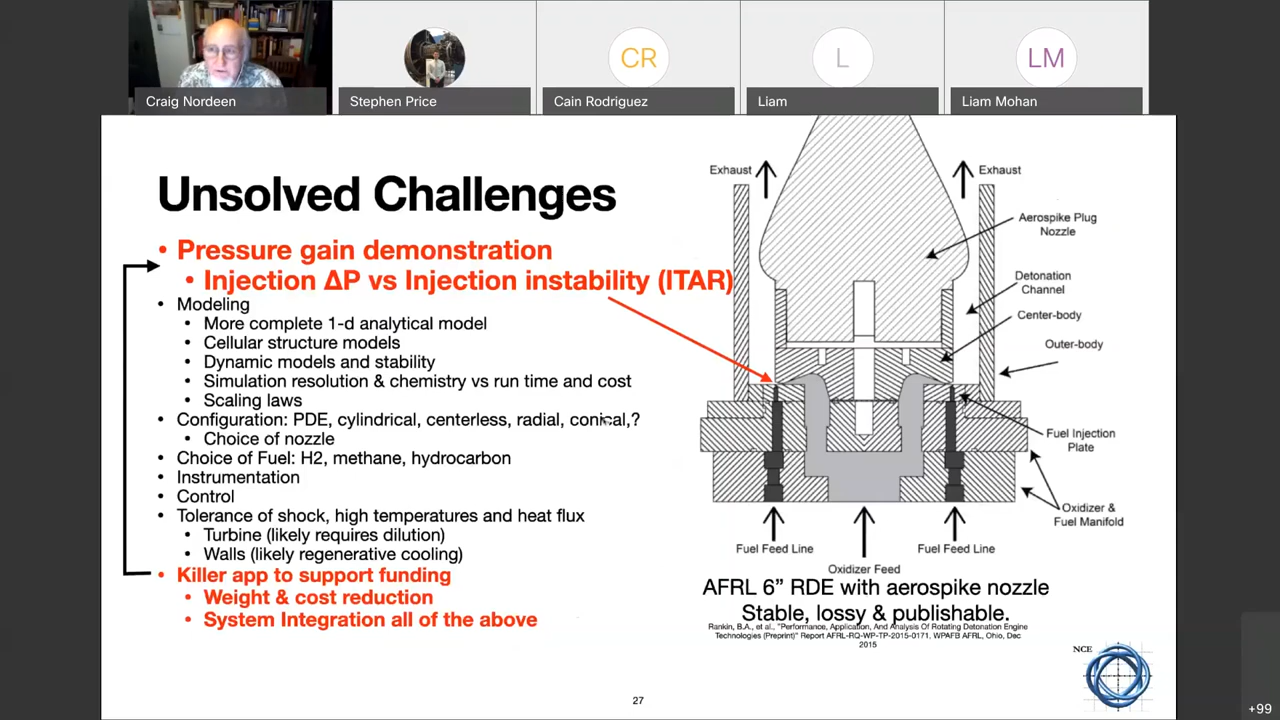 CR
L
LM
Craig Nordeen
Stephen Price
Cain Rodriguez
Liam
Liam Mohan
Unsolved Challenges
• Pressure gain demonstration
• Injection ΔP vs Injection instability (ITAR)
• Modeling
• More complete 1-d analytical model
• Cellular structure models
• Dynamic models and stability
• Simulation resolution & chemistry vs run time and cost
• Scaling laws
• Configuration: PDE, cylindrical, centerless, radial, conical,?
• Choice of nozzle
• Choice of Fuel: H2, methane, hydrocarbon
• Instrumentation
• Control
• Tolerance of shock, high temperatures and heat flux
• Turbine (likely requires dilution)
• Walls (likely regenerative cooling)
• Killer app to support funding
• Weight & cost reduction
• System Integration all of the above
Exhaust
Exhaust
Aerospike Plug
Nozzle
Detonation
Channel
Center-body
Outer-body
Fuel Injection
Plate
Oxidizer &
Fuel Manifold
Fuel Feed Line
Fuel Feed Line
Oxidizer Feed
AFRL 6” RDE with aerospike nozzle
Stable, lossy & publishable.
Rankin, B.A., et al., "Performance, Application, And Analysis Of Rotating Detonation Engine
Technologies (Preprint)" Report AFRL-RQ-WP-TP-2015-0171. WPAFB AFRL, Ohio, Dec
2015
NCE
27
+99